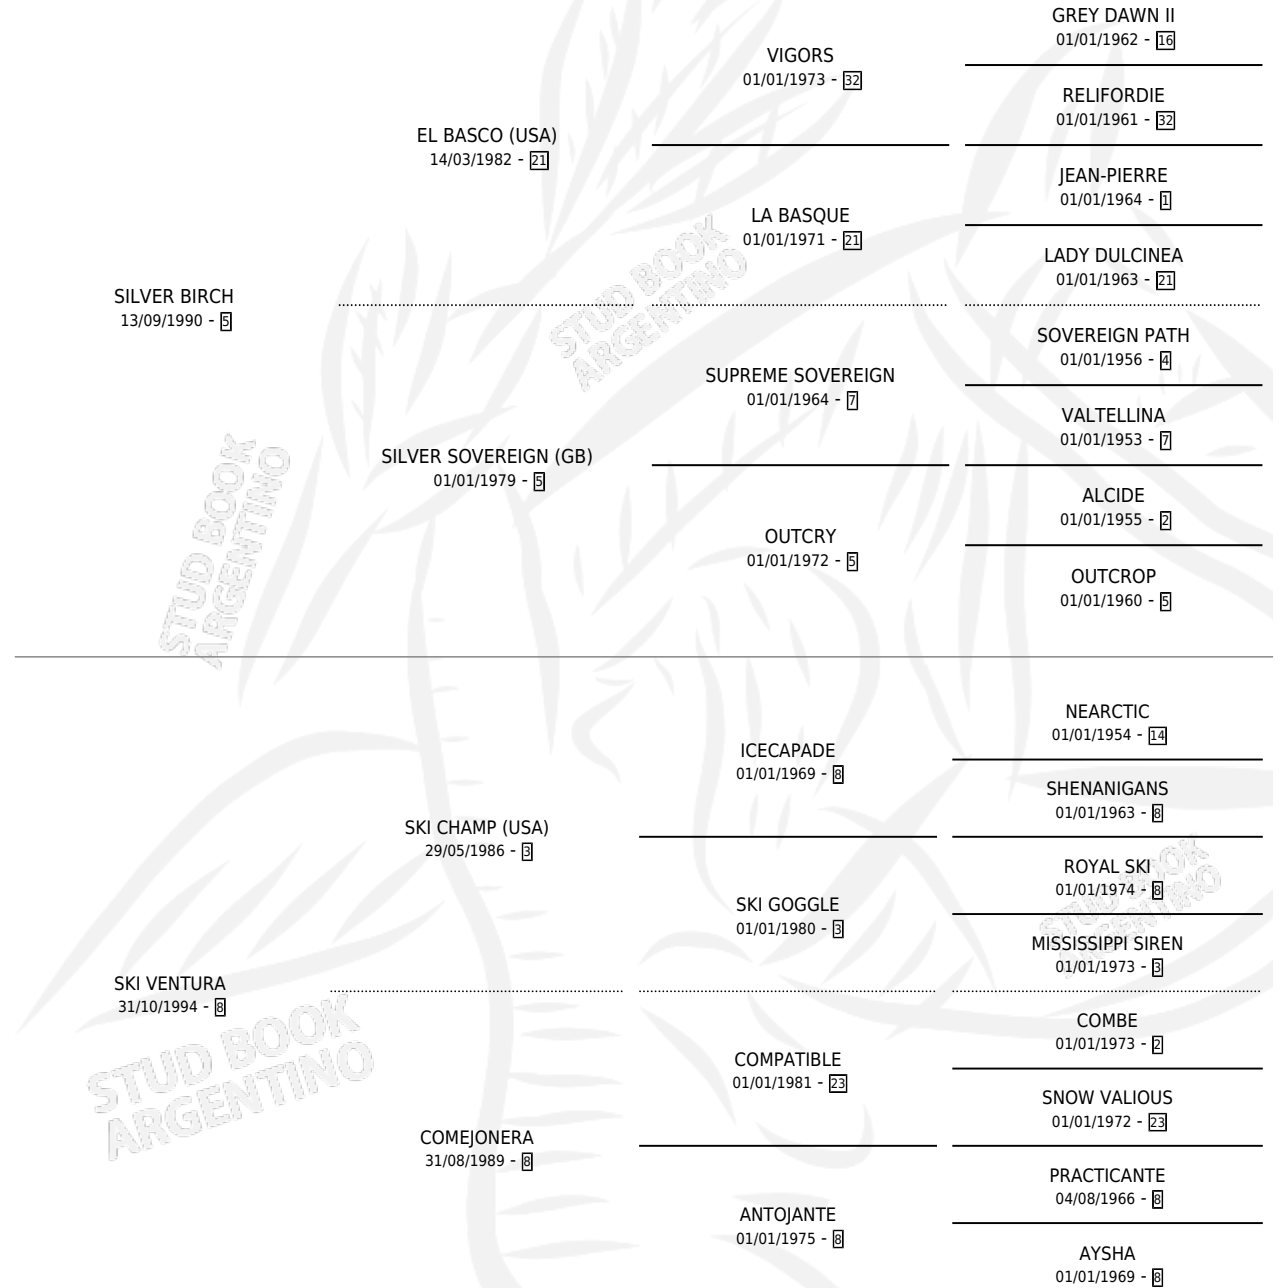 GREY DAWN II
01/01/1962 - 16
VIGORS
01/01/1973 - 32
RELIFORDIE
01/01/1961 - 32
EL BASCO (USA)
14/03/1982 - 21
JEAN-PIERRE
01/01/1964 - 1
LA BASQUE
01/01/1971 - 21
LADY DULCINEA
01/01/1963 - 21
SILVER BIRCH
13/09/1990 - 5
STUD BOOK
ARGENTINO
SOVEREIGN PATH
01/01/1956 - 4
SUPREME SOVEREIGN
01/01/1964 - 7
VALTELLINA
01/01/1953 - 7
SILVER SOVEREIGN (GB)
01/01/1979 - 5
ALCIDE
01/01/1955 - 2
OUTCRY
01/01/1972 - 5
OUTCROP
01/01/1960 - 5
STUD BOOK
ARGENTINO
NEARCTIC
01/01/1954 - 14
ICECAPADE
01/01/1969 - 8
SHENANIGANS
01/01/1963 - 8
SKI CHAMP (USA)
29/05/1986 - 3
ROYAL SKI
01/01/1974 - 8
SKI GOGGLE
01/01/1980 - 3
MISSISSIPPI SIREN
01/01/1973 - 3
STUD BOOK
ARGENTINO
SKI VENTURA
31/10/1994 - 8
COMBE
01/01/1973 - 2
COMPATIBLE
01/01/1981 - 23
SNOW VALIOUS
01/01/1972 - 23
STUD BOOK
ARGENTINO
COMEJONERA
31/08/1989 - 8
PRACTICANTE
04/08/1966 - 8
ANTOJANTE
01/01/1975 - 8
AYSHA
01/01/1969 - 8